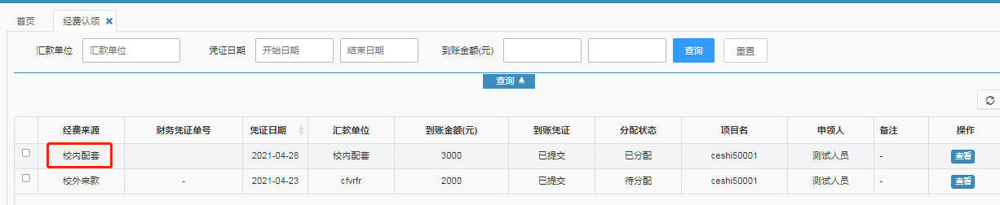 首页 经费认领
汇款单位 汇款单位 凭证日期 开始日期 结束日期 到账金额(元) 查询 重置
查询
经费来源 财务凭证单号 凭证日期 汇款单位 到账金额(元) 到账凭证 分配状态 项目名 申领人 备注 操作
校内配套 2021-04-28 校内配套 3000 已提交 已分配 ceshi50001 测试人员 - 查看
校外来款 - 2021-04-23 cfvrfr 2000 已提交 待分配 ceshi50001 测试人员 - 查看